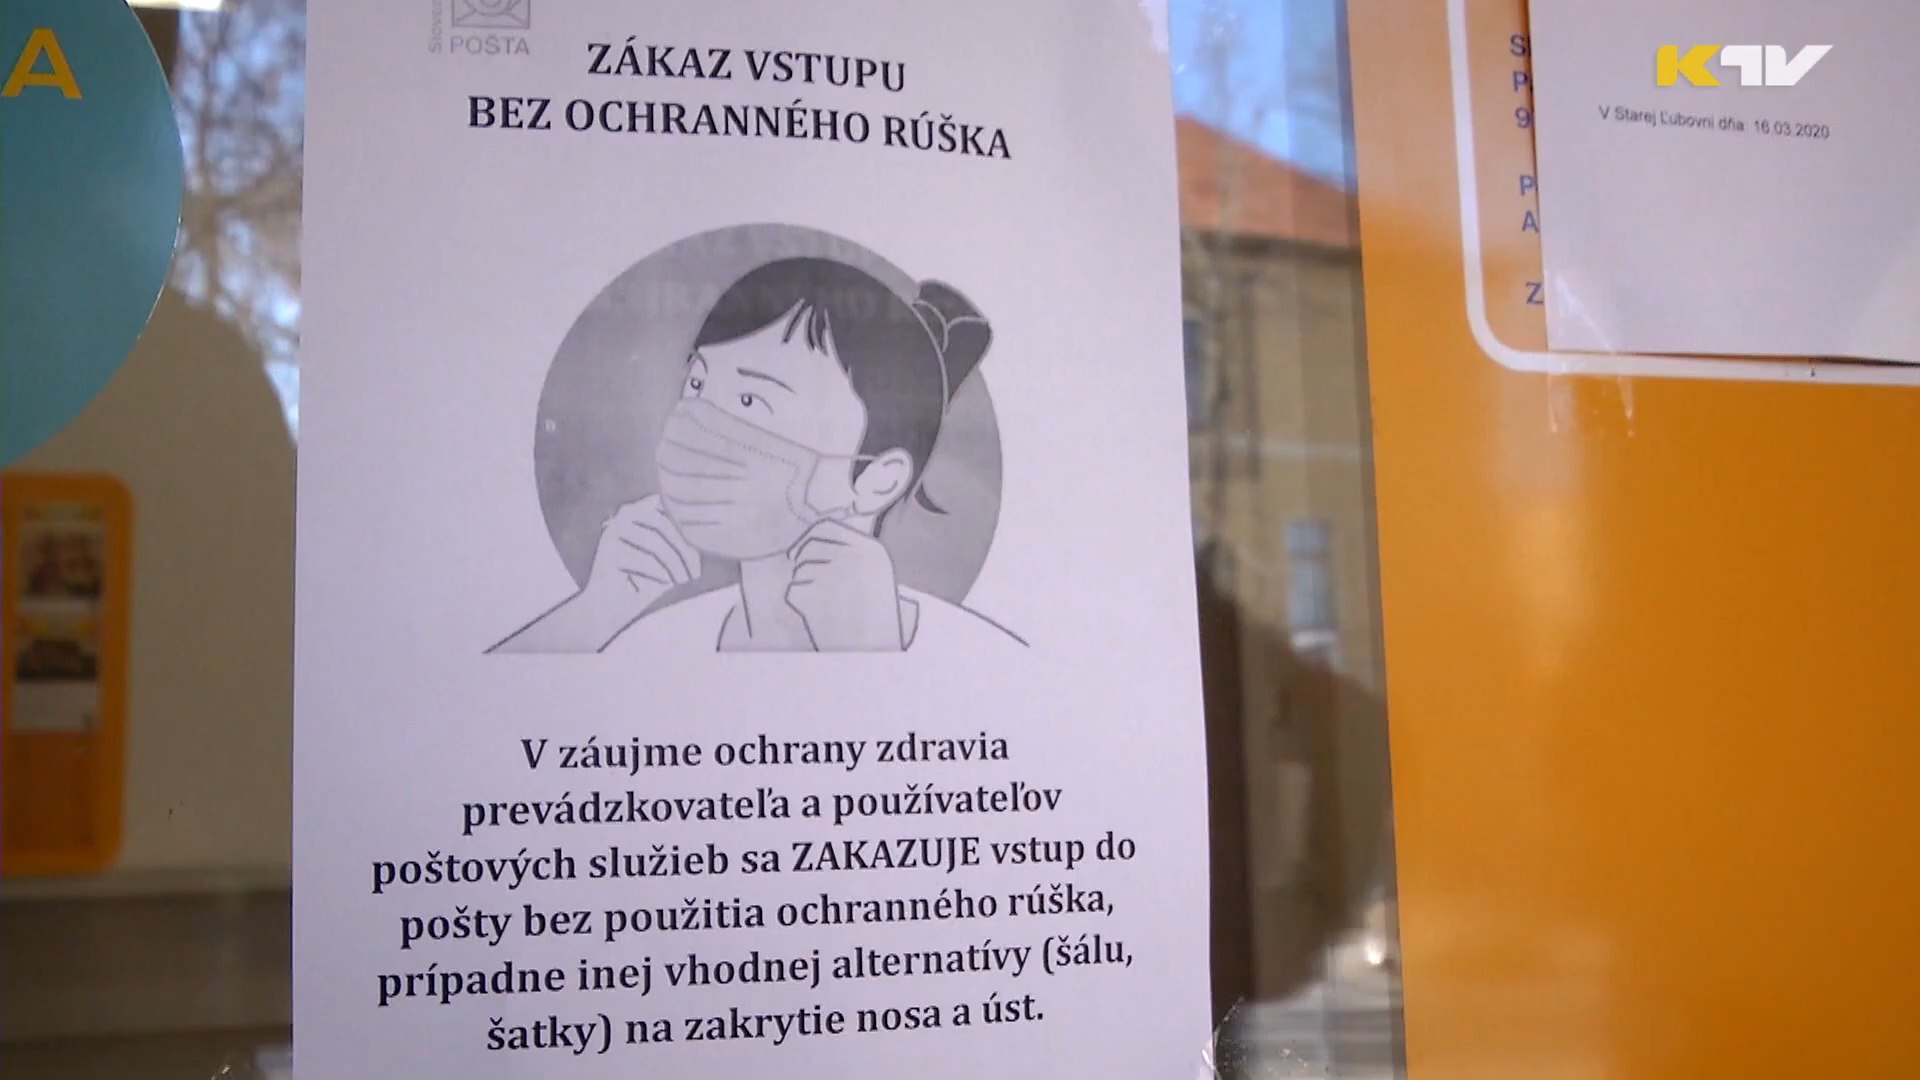 POŠTA
ZÁKAZ VSTUPU
BEZ OCHRANNÉHO RÚŠKA
V záujme ochrany zdravia
prevádzkovateľa a používateľov
poštových služieb sa ZAKAZUJE vstup do
pošty bez použitia ochranného rúška,
prípadne inej vhodnej alternatívy (šálu,
šatky) na zakrytie nosa a úst.
A
KTV
V Starej Ľubovni dňa: 16.03.2020
S
P
9
P
A
Z